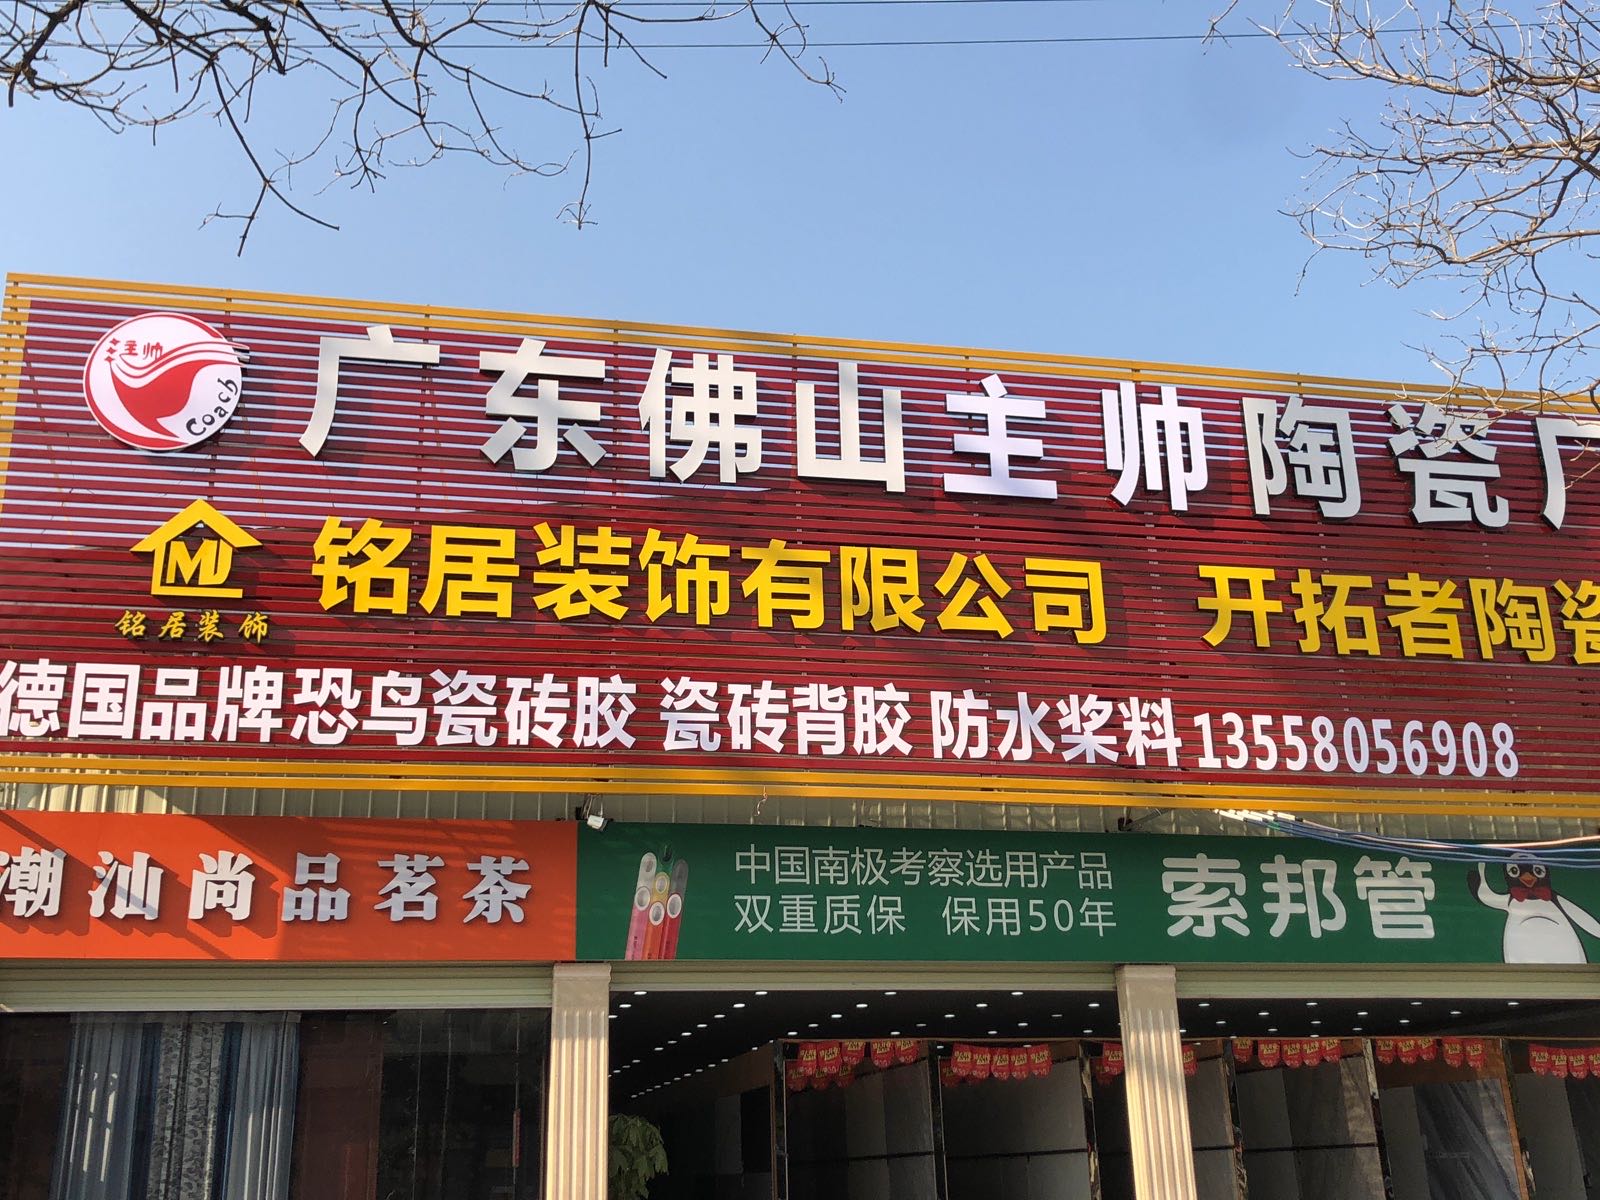 主帅
Coach
广东佛山主帅陶瓷厂
M
铭居装饰
铭居装饰有限公司 开拓者陶瓷
德国品牌恐鸟瓷砖胶 瓷砖背胶 防水浆料 13558056908
潮汕尚品茗茶
中国南极考察选用产品
双重质保 保用50年
索邦管